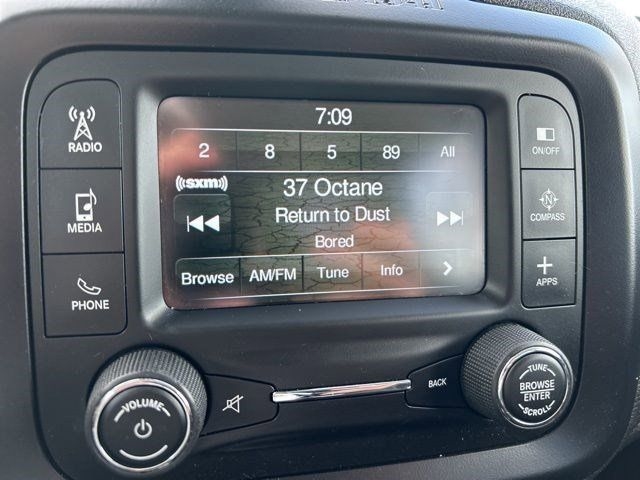 7:09
2 8 5 89 All
((sxm))
37 Octane
Return to Dust
Bored
Browse AM/FM Tune Info >
RADIO
MEDIA
PHONE
ON/OFF
N
COMPASS
+
APPS
VOLUME
BACK
TUNE
BROWSE
ENTER
SCROLL